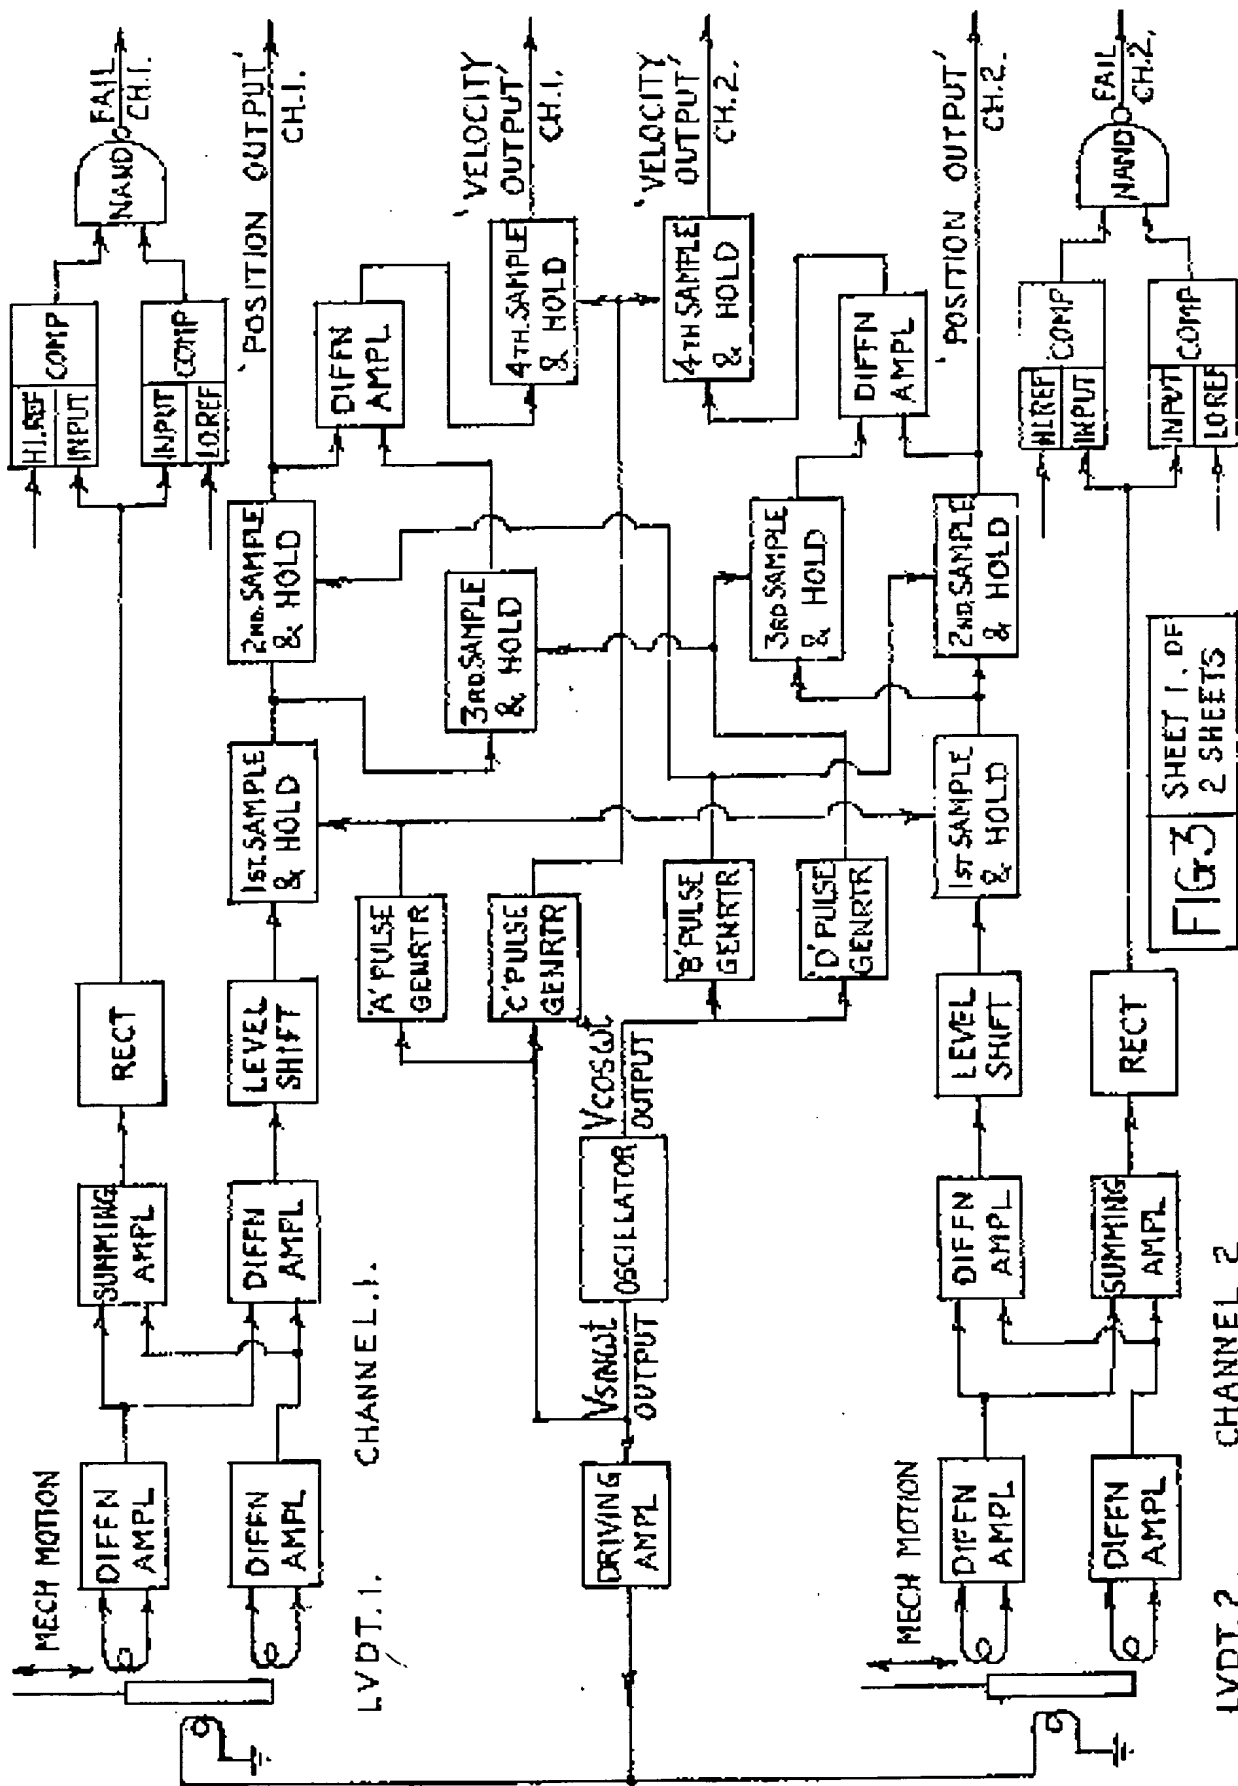 MECH MOTION
DIFFN
AMPL
DIFFN
AMPL
LVDT.1.
CHANNEL.1.
SUMMING
AMPL
DIFFN
AMPL
RECT
LEVEL
SHIFT
1ST. SAMPLE
& HOLD
2ND. SAMPLE
& HOLD
3RD. SAMPLE
& HOLD
HI.REF
INPUT
COMP
INPUT
LO.REF
COMP
NAND
FAIL
CH.1.
'POSITION OUTPUT'
CH.1.
DIFFN
AMPL
4TH. SAMPLE
& HOLD
'VELOCITY
OUTPUT'
CH.1.
DRIVING
AMPL
VSINωt
OUTPUT
OSCILLATOR
VCOSωt
OUTPUT
'A' PULSE
GENRTR
'C' PULSE
GENRTR
'B' PULSE
GENRTR
'D' PULSE
GENRTR
4TH SAMPLE
& HOLD
'VELOCITY
OUTPUT'
CH.2.
DIFFN
AMPL
3RD SAMPLE
& HOLD
MECH MOTION
DIFFN
AMPL
DIFFN
AMPL
LVDT.2.
CHANNEL 2
DIFFN
AMPL
SUMMING
AMPL
LEVEL
SHIFT
RECT
1ST SAMPLE
& HOLD
2ND. SAMPLE
& HOLD
'POSITION OUTPUT'
CH.2.
HI.REF
INPUT
COMP
INPUT
LO.REF
COMP
NAND
FAIL
CH.2.
FIG3
SHEET 1. OF
2 SHEETS